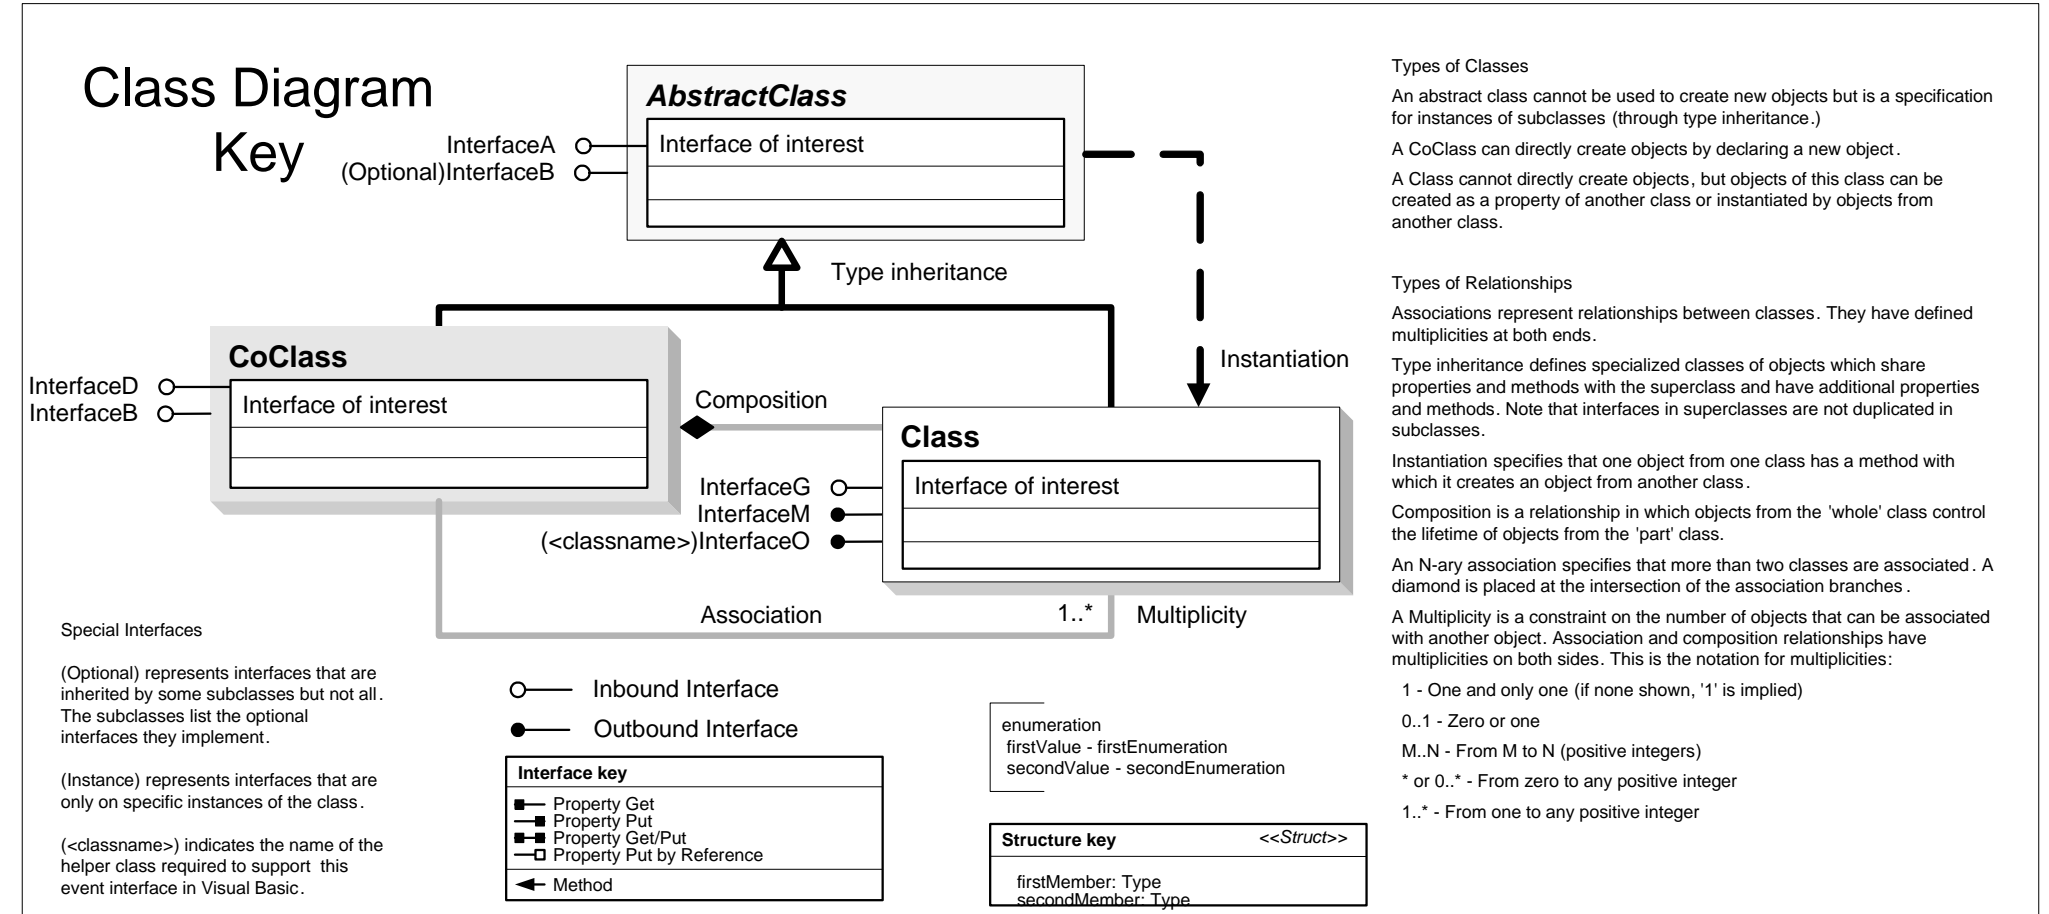 Class Diagram
Key
AbstractClass
Interface of interest
InterfaceA
(Optional)InterfaceB
Type inheritance
Instantiation
CoClass
Interface of interest
InterfaceD
InterfaceB
Composition
Class
Interface of interest
InterfaceG
InterfaceM
(<classname>)InterfaceO
Association
1..*
Multiplicity
Special Interfaces
(Optional) represents interfaces that are
inherited by some subclasses but not all.
The subclasses list the optional
interfaces they implement.
(Instance) represents interfaces that are
only on specific instances of the class.
(<classname>) indicates the name of the
helper class required to support this
event interface in Visual Basic.
Inbound Interface
Outbound Interface
Interface key
Property Get
Property Put
Property Get/Put
Property Put by Reference
Method
enumeration
firstValue - firstEnumeration
secondValue - secondEnumeration
Structure key
<<Struct>>
firstMember: Type
secondMember: Type
Types of Classes
An abstract class cannot be used to create new objects but is a specification
for instances of subclasses (through type inheritance.)
A CoClass can directly create objects by declaring a new object.
A Class cannot directly create objects, but objects of this class can be
created as a property of another class or instantiated by objects from
another class.
Types of Relationships
Associations represent relationships between classes. They have defined
multiplicities at both ends.
Type inheritance defines specialized classes of objects which share
properties and methods with the superclass and have additional properties
and methods. Note that interfaces in superclasses are not duplicated in
subclasses.
Instantiation specifies that one object from one class has a method with
which it creates an object from another class.
Composition is a relationship in which objects from the 'whole' class control
the lifetime of objects from the 'part' class.
An N-ary association specifies that more than two classes are associated. A
diamond is placed at the intersection of the association branches.
A Multiplicity is a constraint on the number of objects that can be associated
with another object. Association and composition relationships have
multiplicities on both sides. This is the notation for multiplicities:
1 - One and only one (if none shown, '1' is implied)
0..1 - Zero or one
M..N - From M to N (positive integers)
* or 0..* - From zero to any positive integer
1..* - From one to any positive integer